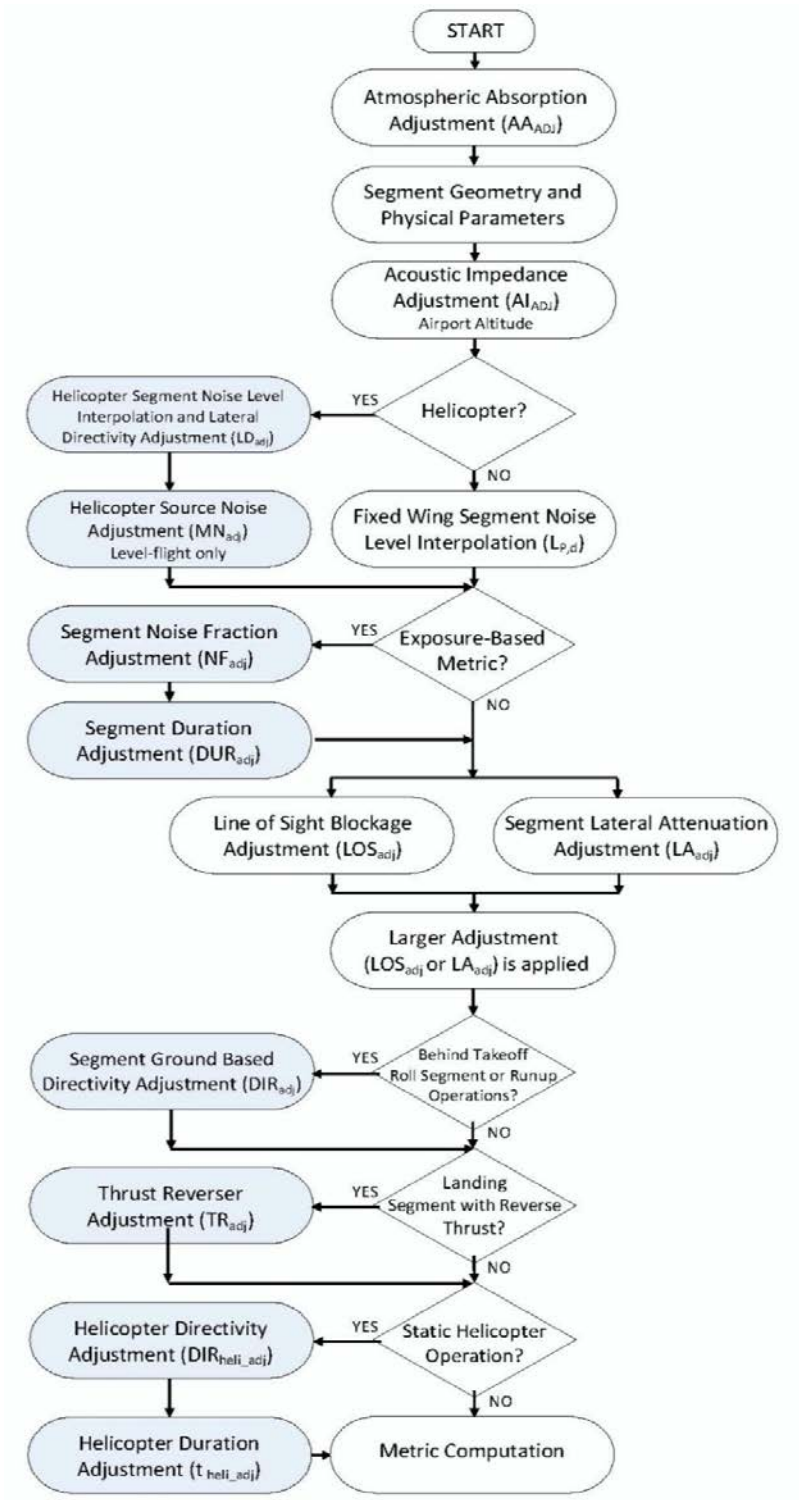 START
Atmospheric Absorption
Adjustment (AA_ADJ)
Segment Geometry and
Physical Parameters
Acoustic Impedance
Adjustment (AI_ADJ)
Airport Altitude
Helicopter?
YES
NO
Helicopter Segment Noise Level
Interpolation and Lateral
Directivity Adjustment (LD_adj)
Helicopter Source Noise
Adjustment (MN_adj)
Level-flight only
Fixed Wing Segment Noise
Level Interpolation (L_P,d)
Exposure-Based
Metric?
YES
NO
Segment Noise Fraction
Adjustment (NF_adj)
Segment Duration
Adjustment (DUR_adj)
Line of Sight Blockage
Adjustment (LOS_adj)
Segment Lateral Attenuation
Adjustment (LA_adj)
Larger Adjustment
(LOS_adj or LA_adj) is applied
Behind Takeoff
Roll Segment or Runup
Operations?
YES
NO
Segment Ground Based
Directivity Adjustment (DIR_adj)
Landing
Segment with Reverse
Thrust?
YES
NO
Thrust Reverser
Adjustment (TR_adj)
Static Helicopter
Operation?
YES
NO
Helicopter Directivity
Adjustment (DIR_heli_adj)
Helicopter Duration
Adjustment (t_heli_adj)
Metric Computation